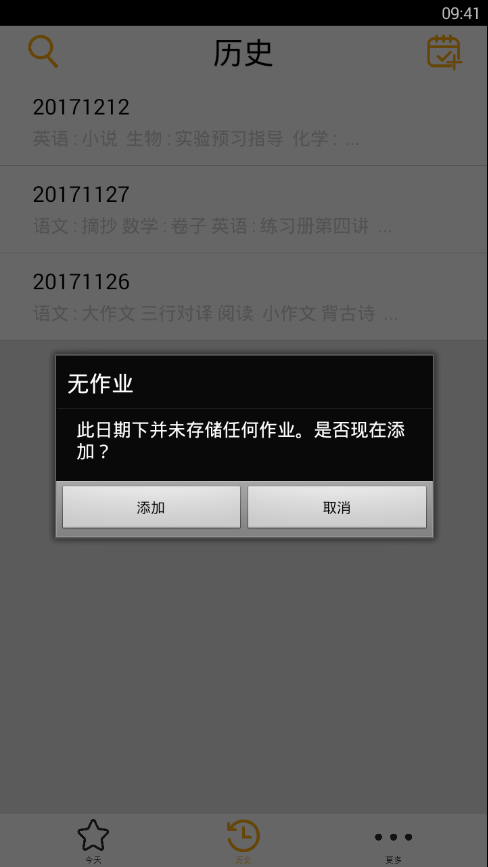 09:41
历史
20171212
英语 : 小说  生物 : 实验预习指导  化学 :  ...
20171127
语文 : 摘抄 数学 : 卷子 英语 : 练习册第四讲  ...
20171126
语文 : 大作文 三行对译 阅读  小作文 背古诗  ...
无作业
此日期下并未存储任何作业。是否现在添
加？
添加 取消
今天 历史 更多